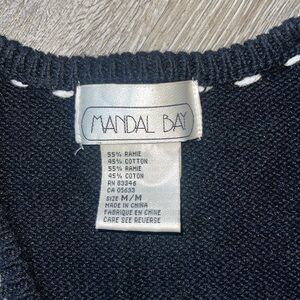 MANDAL BAY
55% RAMIE
45% COTTON
55% RAMIE
45% COTON
RN 83346
CA 05633
SIZE M/M
MADE IN CHINA
FABRIQUE EN CHINE
CARE SEE REVERSE